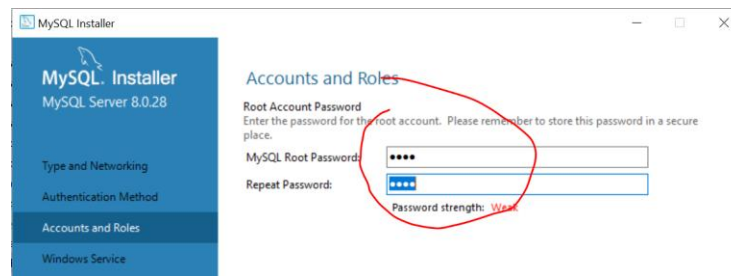 MySQL Installer
MySQL. Installer
MySQL Server 8.0.28
Type and Networking
Authentication Method
Accounts and Roles
Windows Service
Accounts and Roles
Root Account Password
Enter the password for the root account. Please remember to store this password in a secure
place.
MySQL Root Password: ••••
Repeat Password: ••••
Password strength: Weak